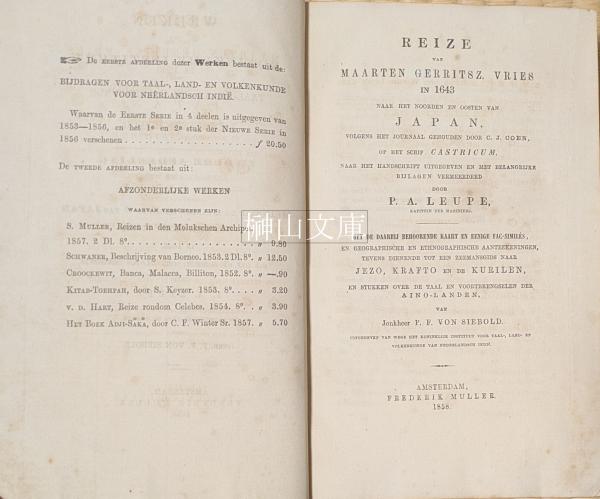 De EERSTE AFDEELING dezer Werken bestaat uit de:
BIJDRAGEN VOOR TAAL-, LAND- EN VOLKENKUNDE
VOOR NEÊRLANDSCH INDIË.
Waarvan de EERSTE SERIE in 4 deelen is uitgegeven van
1853—1856, en het 1e en 2e stuk der NIEUWE SERIE in
1856 verschenen ƒ 20.50
De TWEEDE AFDEELING bestaat uit:
AFZONDERLIJKE WERKEN
WAARVAN VERSCHENEN ZIJN:
S. MULLER, Reizen in den Molukschen Archipel
1857. 2 Dl. 8°. „ 9.80
SCHWANER, Beschrijving van Borneo. 1853. 2 Dl. 8°. „ 12.50
CROOCKEWIT, Banca, Malacca, Billiton, 1852. 8°. „ —.90
KITAB-TOEHPAH, door S. Keyzer. 1853. 8°. „ 3.20
V. D. HART, Reize rondom Celebes. 1854. 8°. „ 3.90
HET BOEK ADJI-SÅKÅ, door C. F. Winter Sr. 1857. „ 5.70
REIZE
VAN
MAARTEN GERRITSZ. VRIES
IN 1643
NAAR HET NOORDEN EN OOSTEN VAN
JAPAN,
VOLGENS HET JOURNAAL GEHOUDEN DOOR C. J. COEN,
OP HET SCHIP CASTRICUM.
NAAR HET HANDSCHRIFT UITGEGEVEN EN MET BELANGRIJKE
BIJLAGEN VERMEERDERD
DOOR
P. A. LEUPE,
KAPITEIN DER MARINIERS.
榊山文庫
MET DE DAARBIJ BEHOORENDE KAART EN EENIGE FAC-SIMILÉS,
EN GEOGRAPHISCHE EN ETHNOGRAPHISCHE AANTEEKENINGEN,
TEVENS DIENENDE TOT EEN ZEEMANSGIDS NAAR
JEZO, KRAFTO EN DE KURILEN,
EN STUKKEN OVER DE TAAL EN VOORTBRENGSELEN DER
AINO-LANDEN,
VAN
Jonkheer P. F. VON SIEBOLD.
UITGEGEVEN VAN WEGE HET KONINKLIJK INSTITUUT VOOR TAAL-, LAND- EN
VOLKENKUNDE VAN NEDERLANDSCH INDIË.
AMSTERDAM,
FREDERIK MULLER.
1858.